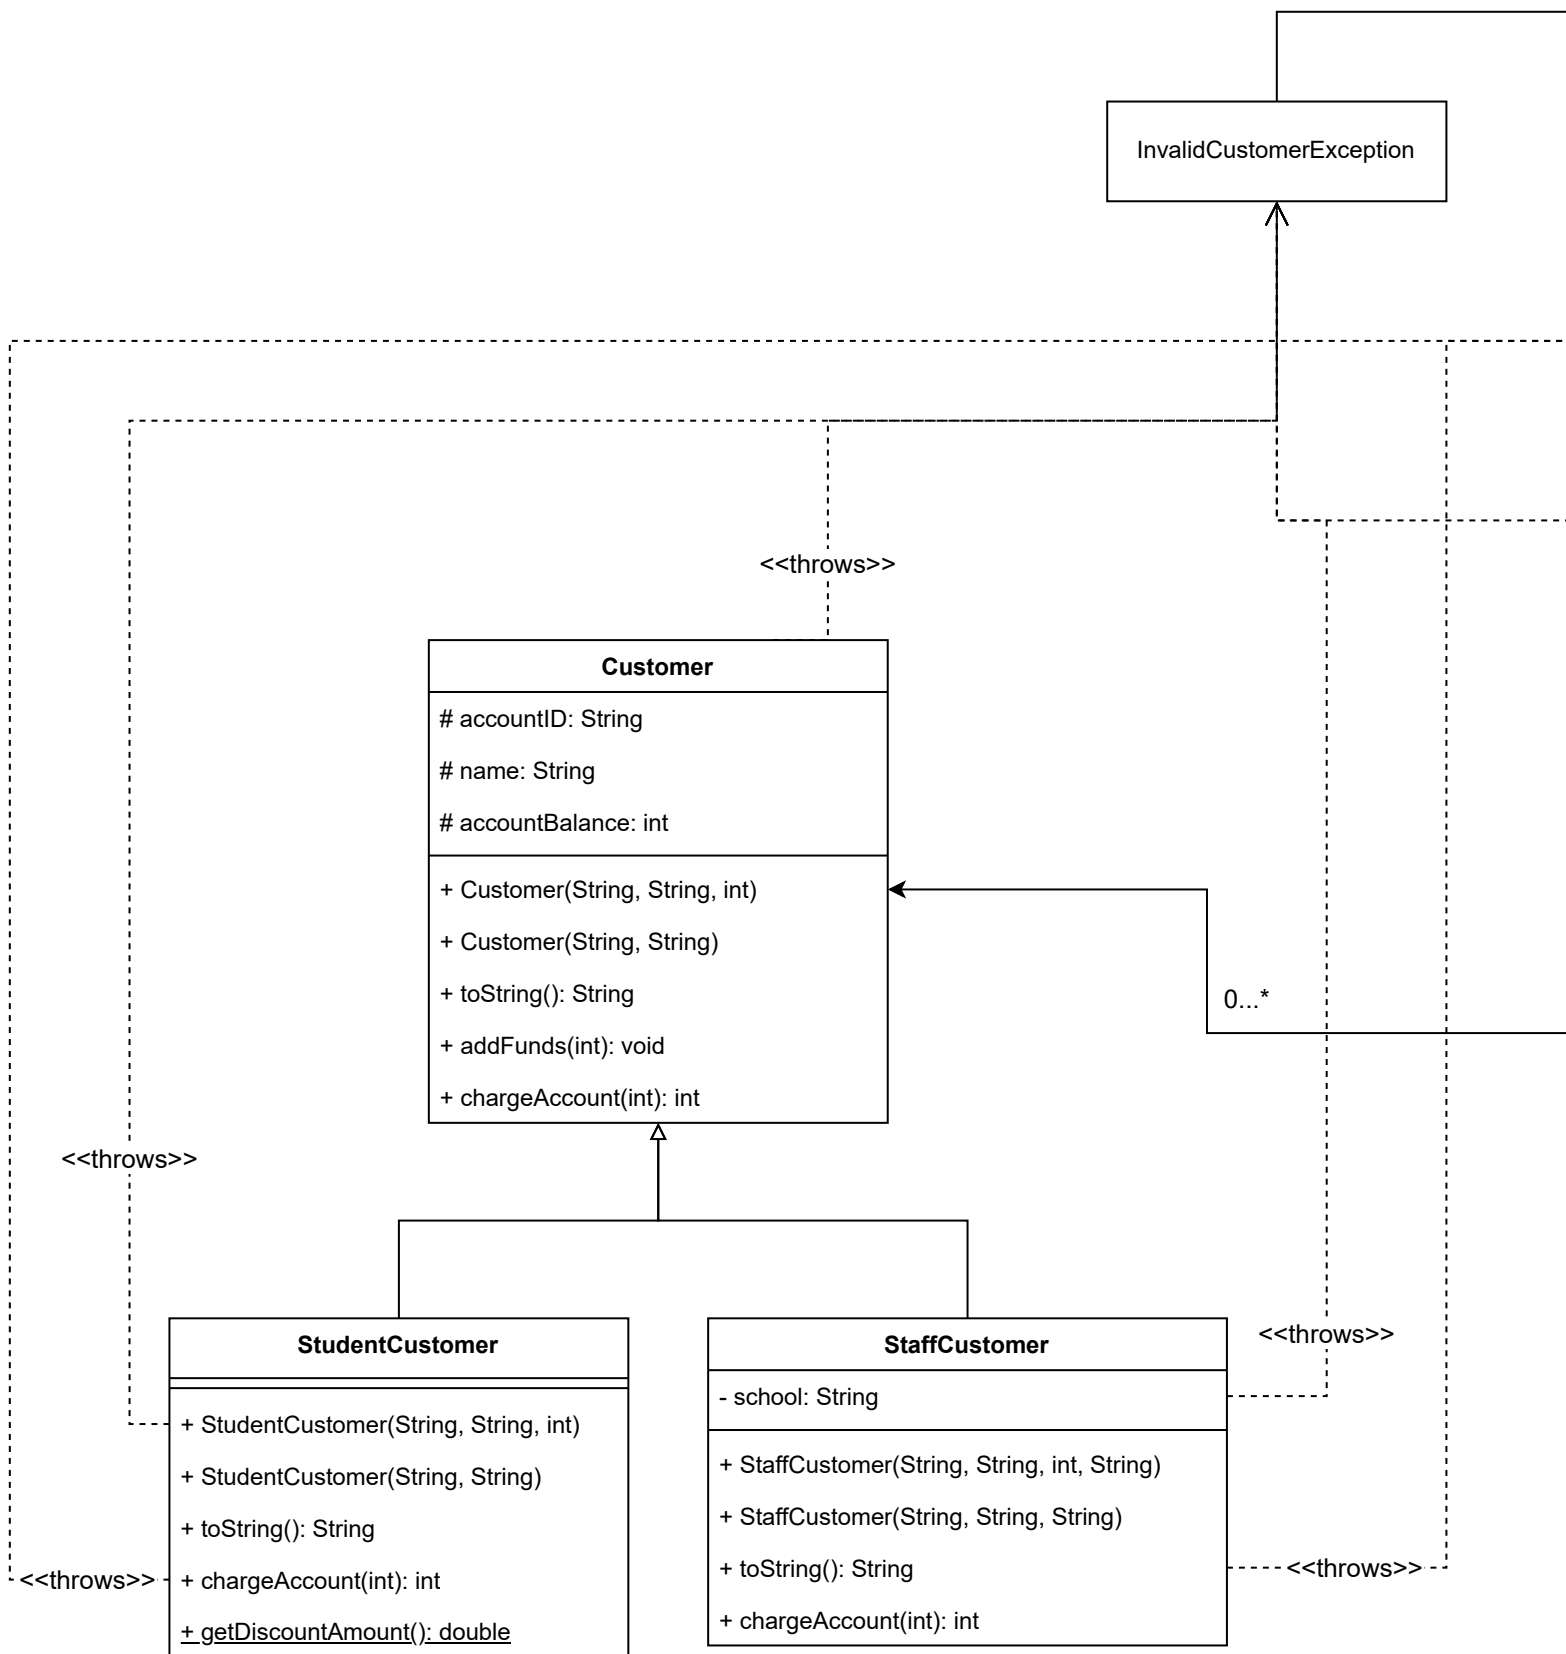 InvalidCustomerException
<<throws>>
Customer
# accountID: String
# name: String
# accountBalance: int
+ Customer(String, String, int)
+ Customer(String, String)
+ toString(): String
+ addFunds(int): void
+ chargeAccount(int): int
0...*
<<throws>>
<<throws>>
StudentCustomer
+ StudentCustomer(String, String, int)
+ StudentCustomer(String, String)
+ toString(): String
<<throws>>
+ chargeAccount(int): int
+ getDiscountAmount(): double
StaffCustomer
- school: String
+ StaffCustomer(String, String, int, String)
+ StaffCustomer(String, String, String)
+ toString(): String
<<throws>>
+ chargeAccount(int): int